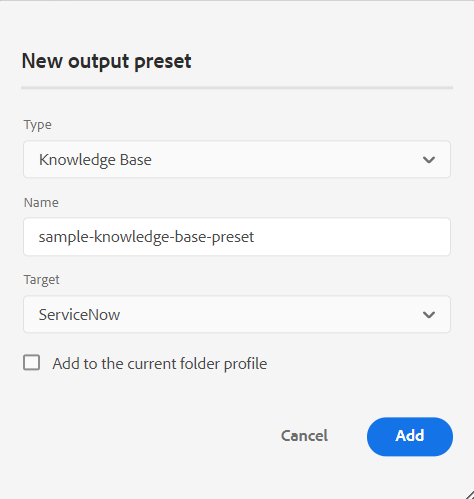 New output preset
Type
Knowledge Base
Name
sample-knowledge-base-preset
Target
ServiceNow
Add to the current folder profile
Cancel
Add